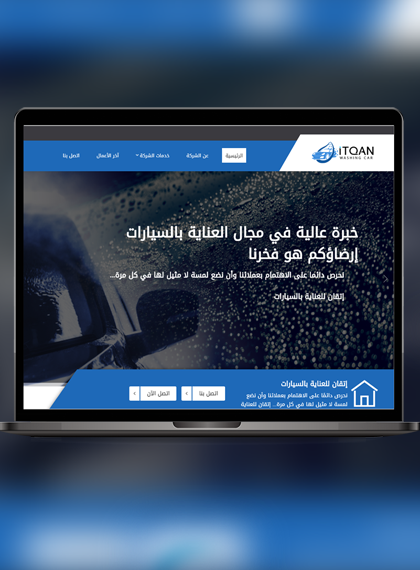 ITQAN
WASHING CAR
الرئيسية
عن الشركة
خدمات الشركة
آخر الأعمال
اتصل بنا
خبرة عالية في مجال العناية بالسيارات
إرضاؤكم هو فخرنا
نحرص دائما على الاهتمام بعملائنا وأن نضع لمسة لا مثيل لها في كل مرة...
إتقان للعناية بالسيارات
إتقان للعناية بالسيارات
نحرص دائما على الاهتمام بعملائنا وأن نضع
لمسة لا مثيل لها في كل مرة... إتقان للعناية
اتصل بنا
اتصل الآن